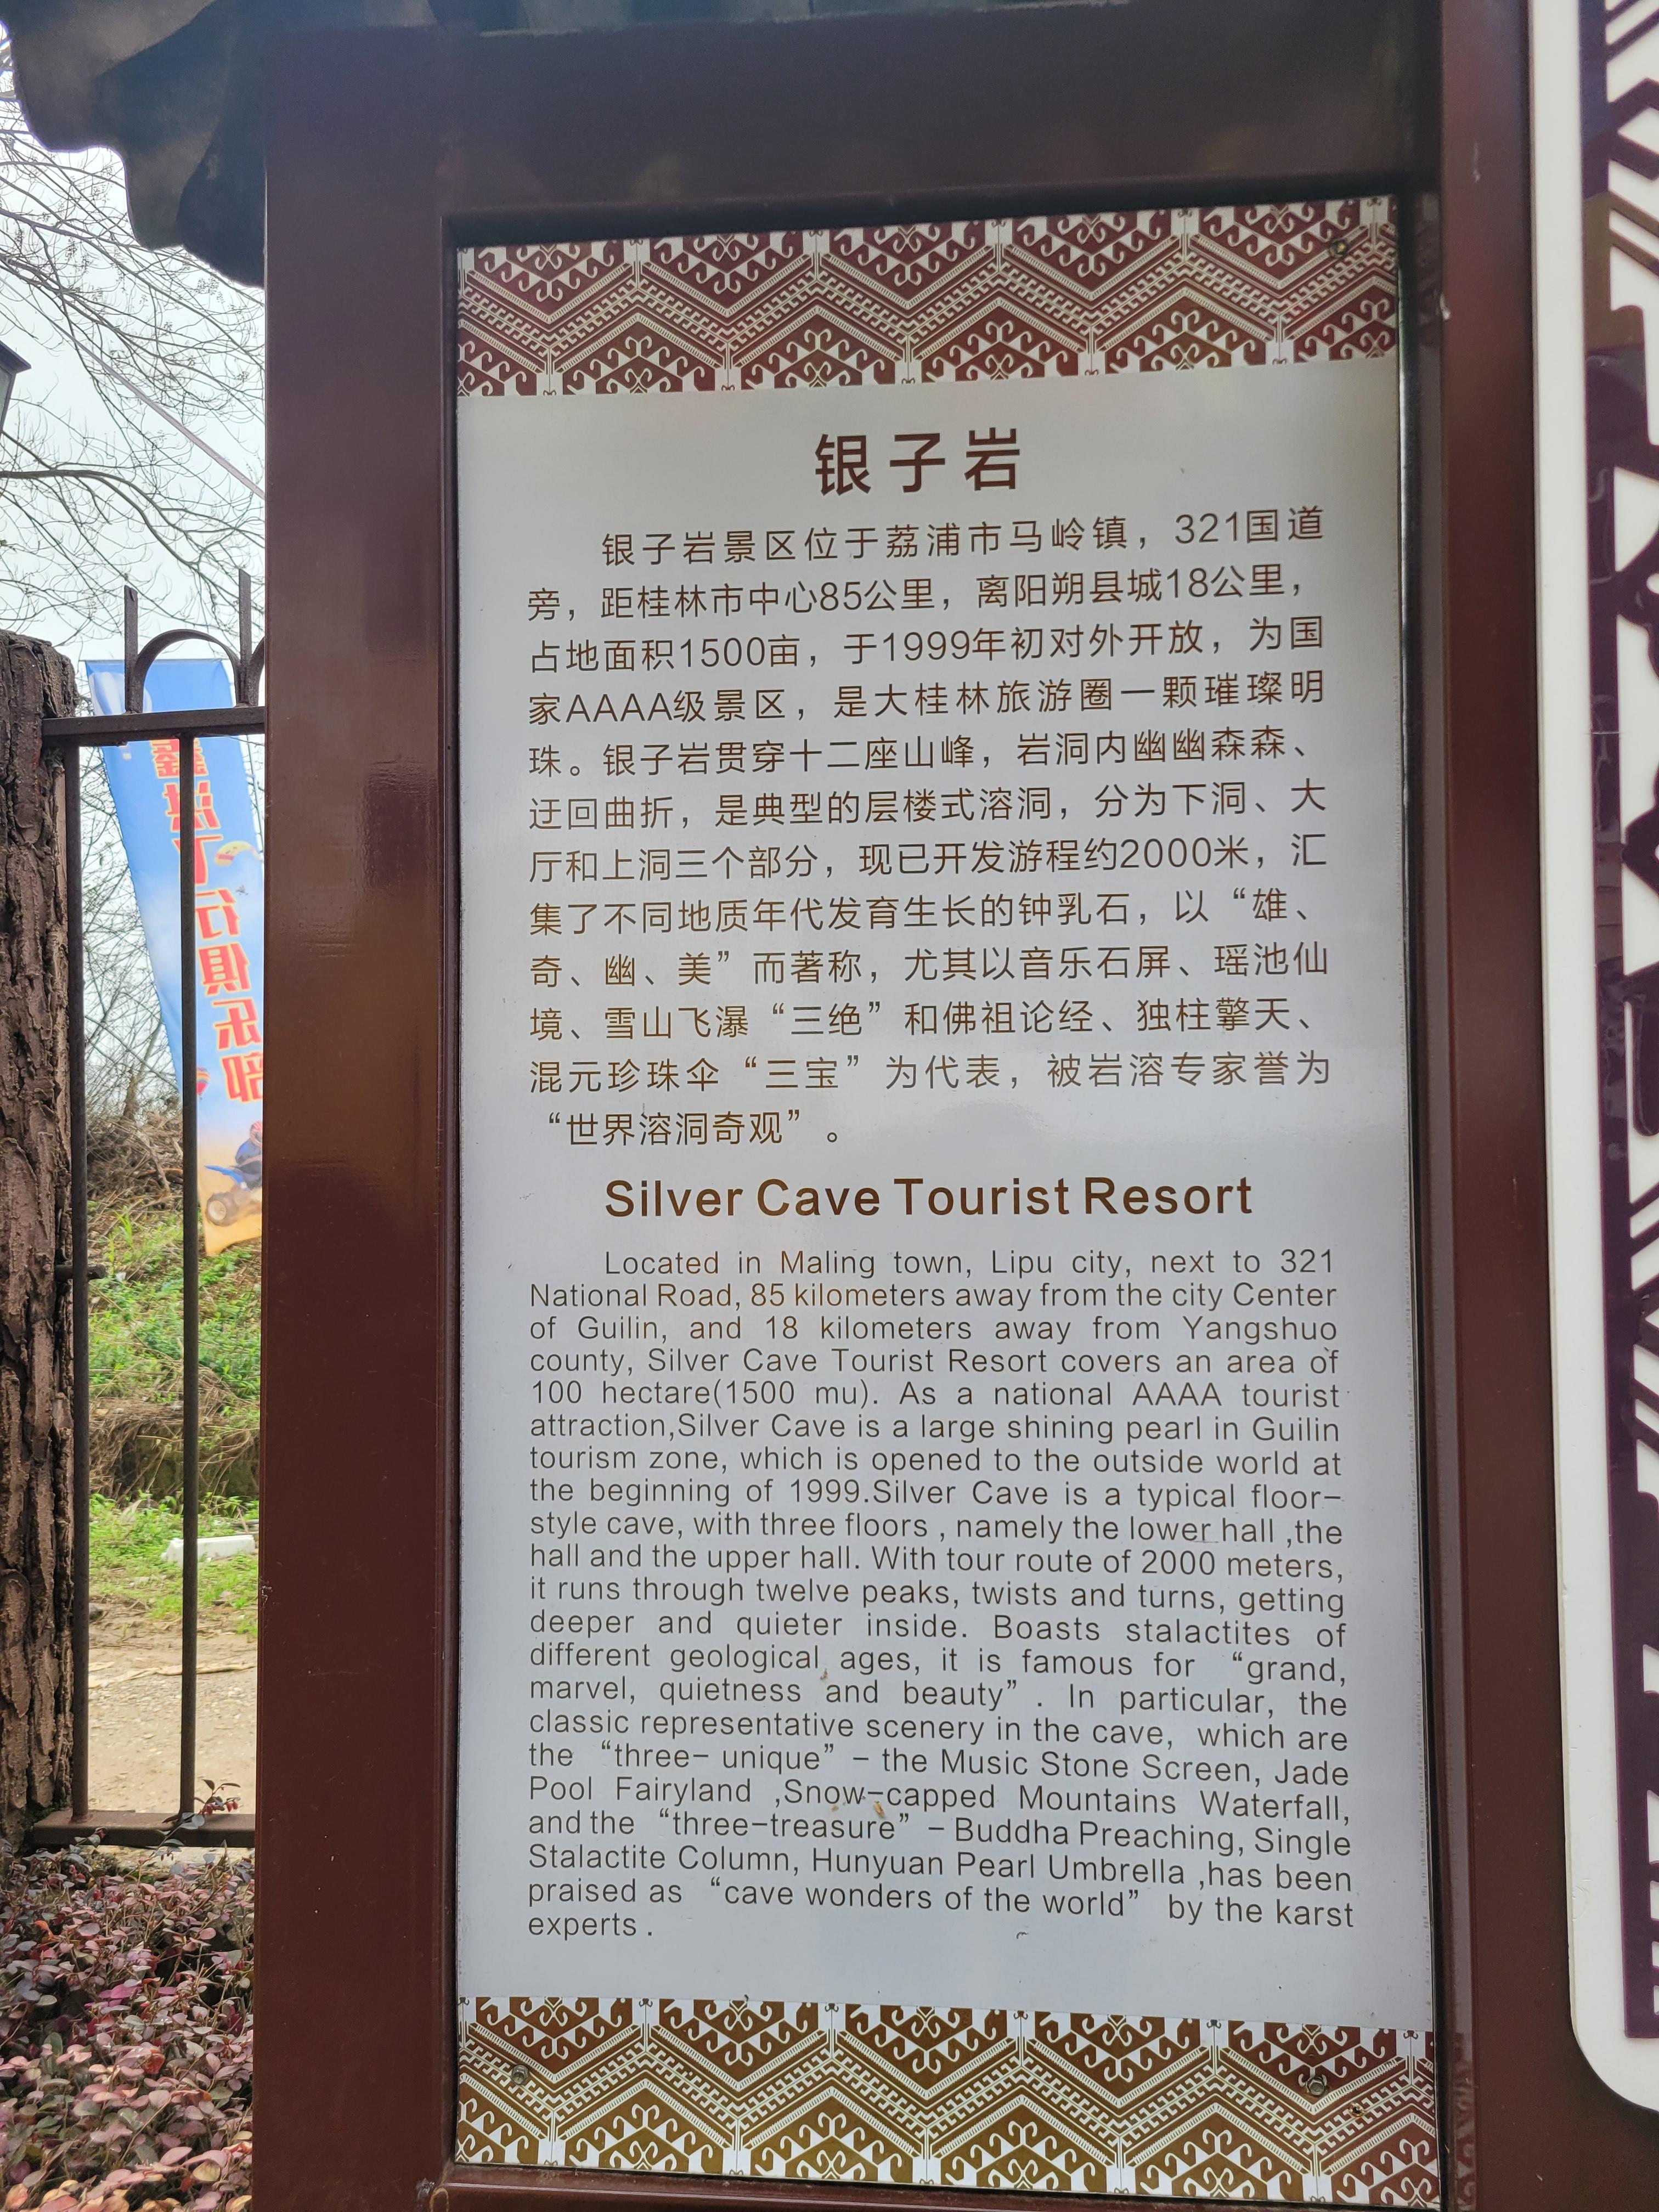 银子岩
银子岩景区位于荔浦市马岭镇，321国道
旁，距桂林市中心85公里，离阳朔县城18公里，
占地面积1500亩，于1999年初对外开放，为国
家AAAA级景区，是大桂林旅游圈一颗璀璨明
珠。银子岩贯穿十二座山峰，岩洞内幽幽森森、
迂回曲折，是典型的层楼式溶洞，分为下洞、大
厅和上洞三个部分，现已开发游程约2000米，汇
集了不同地质年代发育生长的钟乳石，以“雄、
奇、幽、美”而著称，尤其以音乐石屏、瑶池仙
境、雪山飞瀑“三绝”和佛祖论经、独柱擎天、
混元珍珠伞“三宝”为代表，被岩溶专家誉为
“世界溶洞奇观”。
Silver Cave Tourist Resort
Located in Maling town, Lipu city, next to 321
National Road, 85 kilometers away from the city Center
of Guilin, and 18 kilometers away from Yangshuo
county, Silver Cave Tourist Resort covers an area of
100 hectare(1500 mu). As a national AAAA tourist
attraction,Silver Cave is a large shining pearl in Guilin
tourism zone, which is opened to the outside world at
the beginning of 1999.Silver Cave is a typical floor-
style cave, with three floors , namely the lower hall ,the
hall and the upper hall. With tour route of 2000 meters,
it runs through twelve peaks, twists and turns, getting
deeper and quieter inside. Boasts stalactites of
different geological ages, it is famous for “grand,
marvel, quietness and beauty” . In particular, the
classic representative scenery in the cave, which are
the “three- unique” - the Music Stone Screen, Jade
Pool Fairyland ,Snow-capped Mountains Waterfall,
and the “three-treasure” - Buddha Preaching, Single
Stalactite Column, Hunyuan Pearl Umbrella ,has been
praised as “cave wonders of the world” by the karst
experts .
行俱乐部